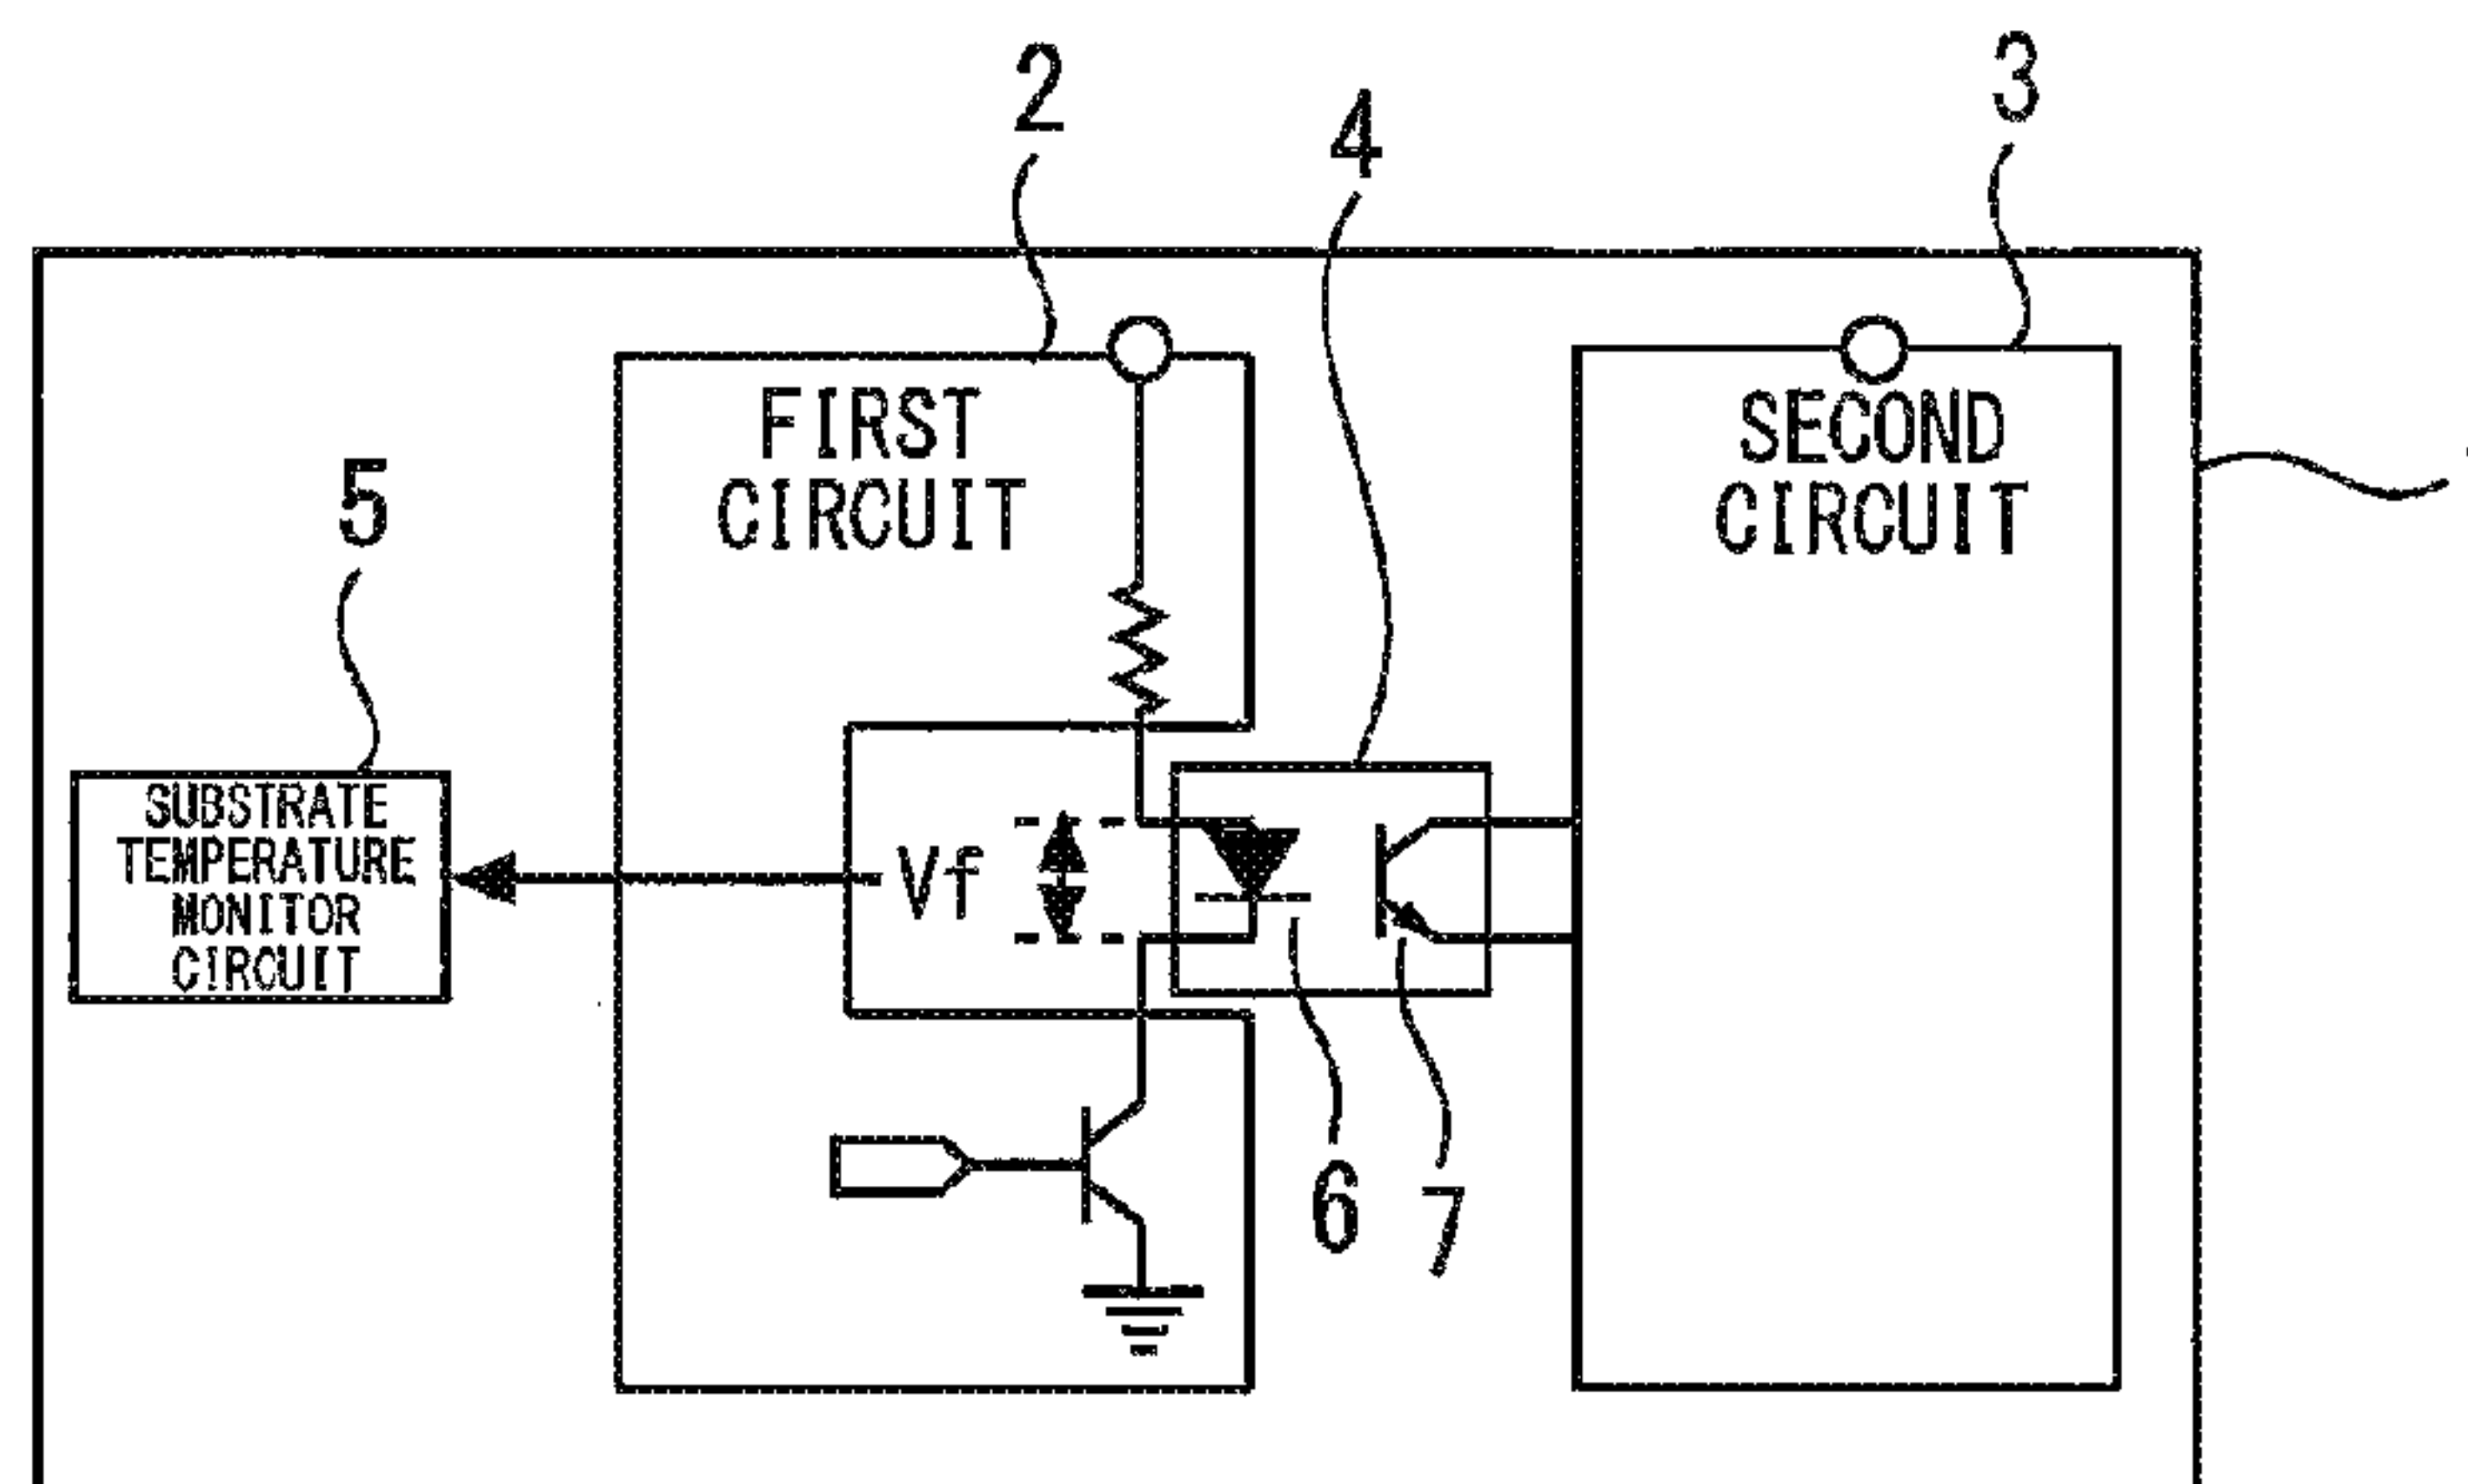 2
3
4
FIRST
CIRCUIT
SECOND
CIRCUIT
5
SUBSTRATE
TEMPERATURE
MONITOR
CIRCUIT
Vf
6
7